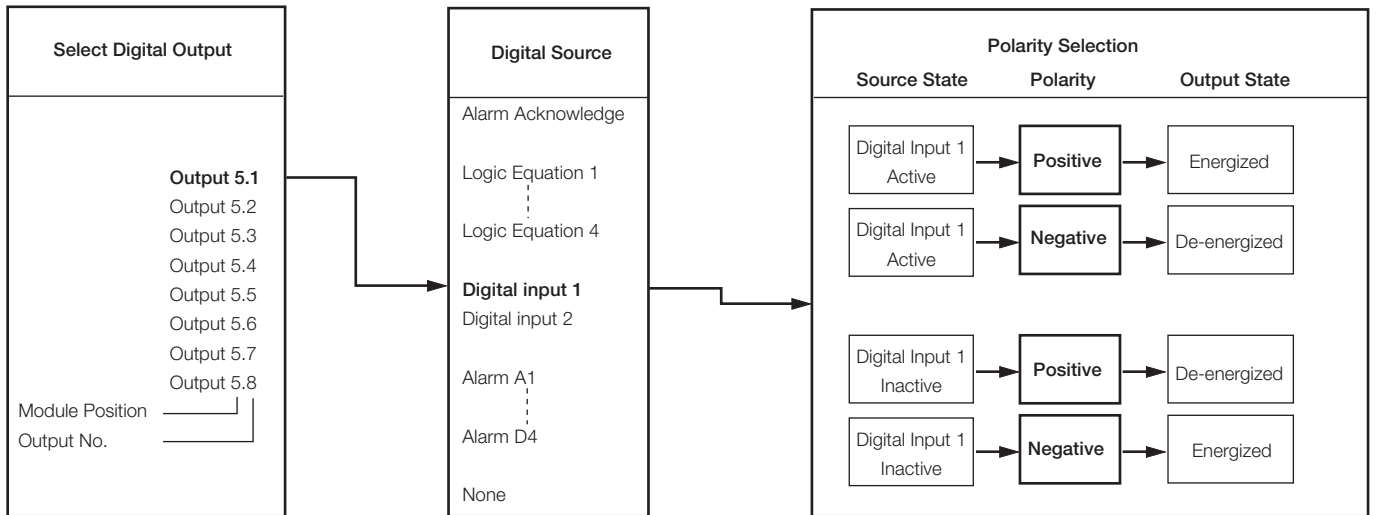 Select Digital Output
Output 5.1
Output 5.2
Output 5.3
Output 5.4
Output 5.5
Output 5.6
Output 5.7
Output 5.8
Module Position
Output No.
Digital Source
Alarm Acknowledge
Logic Equation 1
Logic Equation 4
Digital input 1
Digital input 2
Alarm A1
Alarm D4
None
Polarity Selection
Source State Polarity Output State
Digital Input 1
Active
Positive
Energized
Digital Input 1
Active
Negative
De-energized
Digital Input 1
Inactive
Positive
De-energized
Digital Input 1
Inactive
Negative
Energized